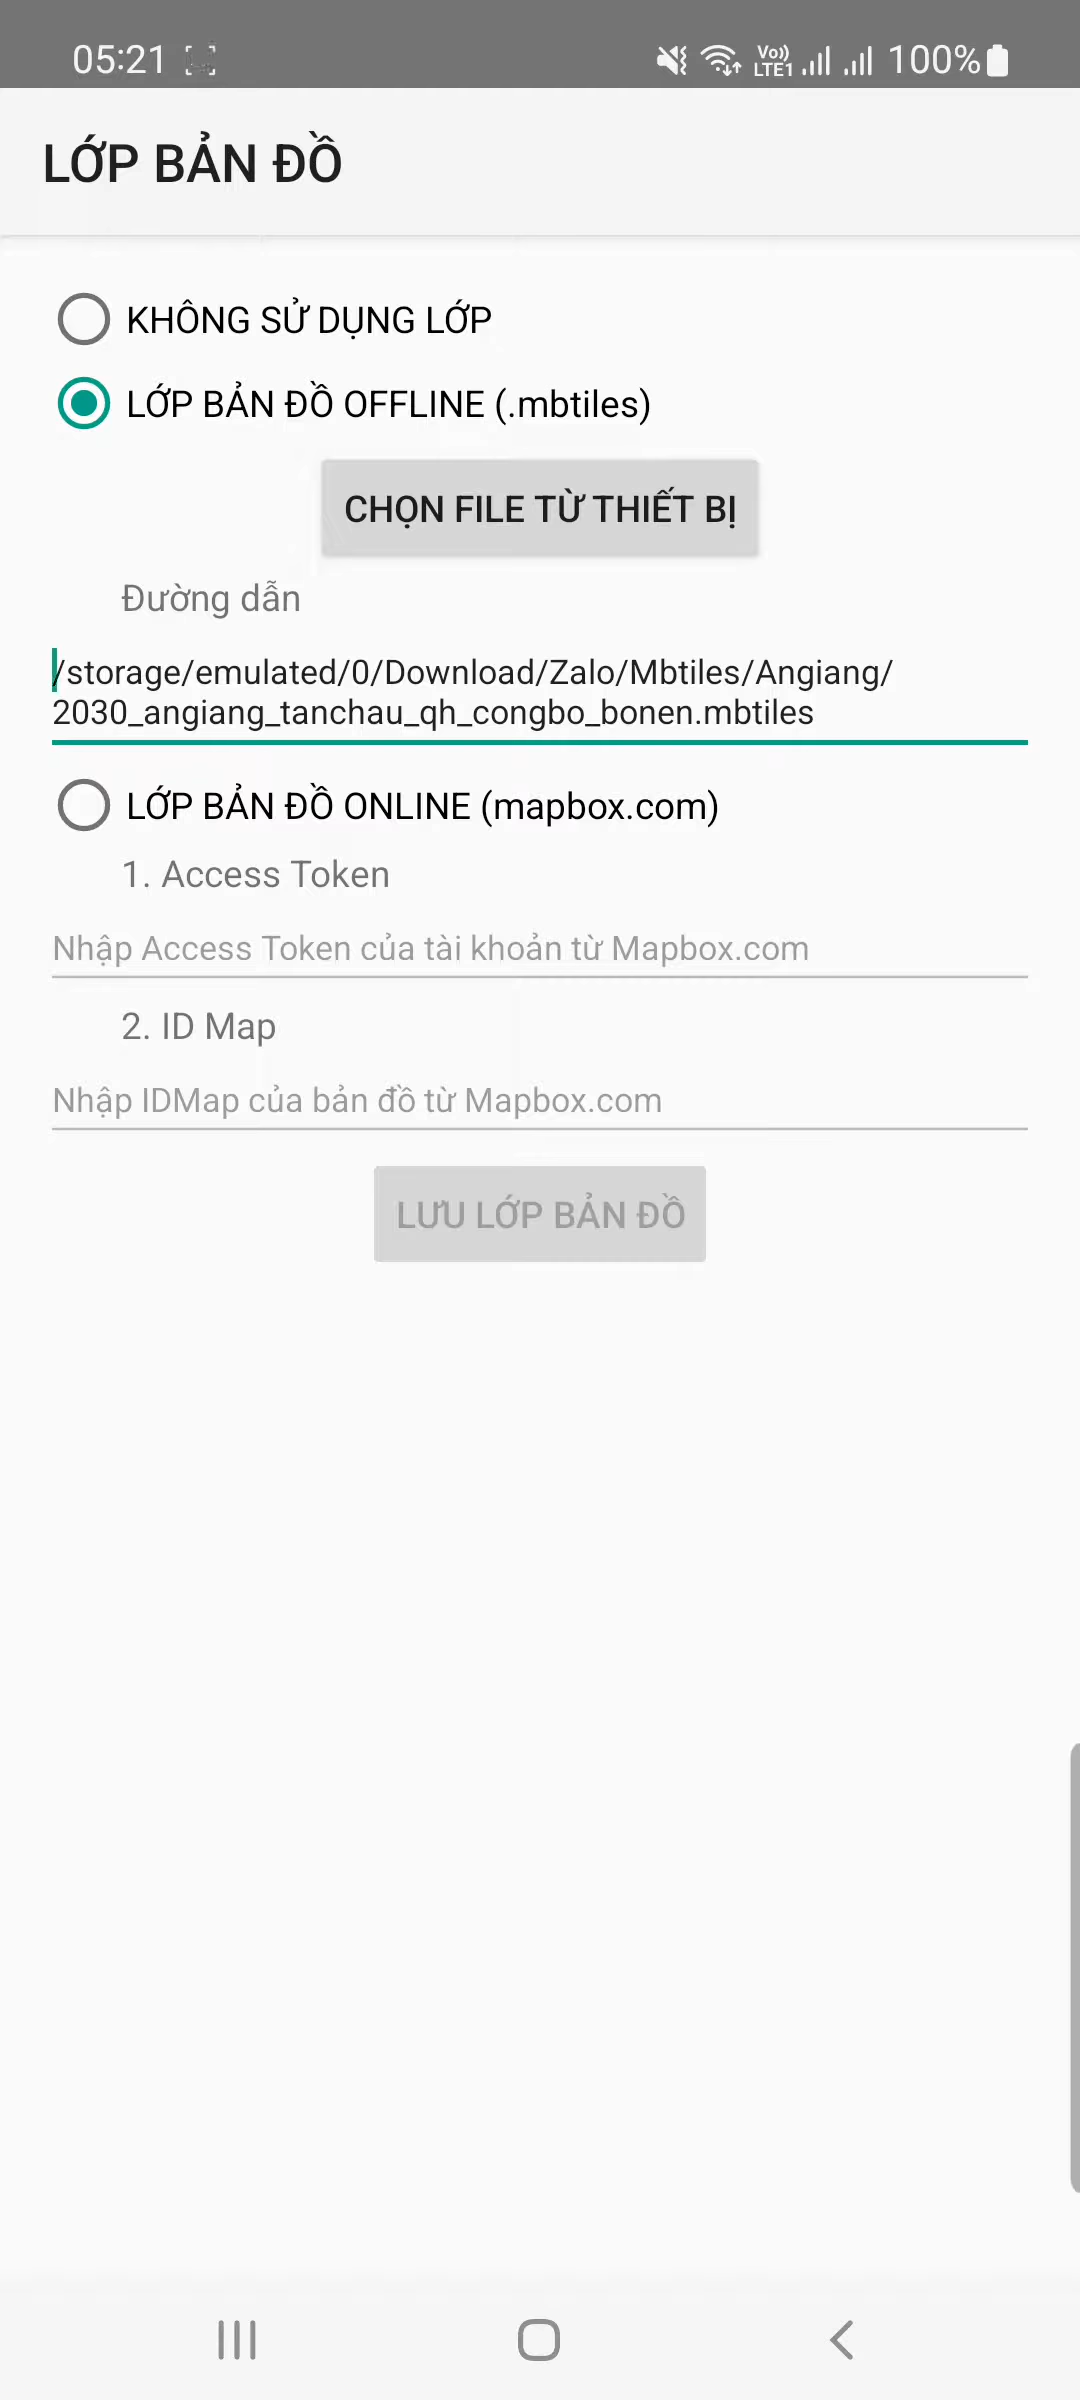 05:21
Vo)) LTE1 100%
LỚP BẢN ĐỒ
KHÔNG SỬ DỤNG LỚP
LỚP BẢN ĐỒ OFFLINE (.mbtiles)
CHỌN FILE TỪ THIẾT BỊ
Đường dẫn
/storage/emulated/0/Download/Zalo/Mbtiles/Angiang/
2030_angiang_tanchau_qh_congbo_bonen.mbtiles
LỚP BẢN ĐỒ ONLINE (mapbox.com)
1. Access Token
Nhập Access Token của tài khoản từ Mapbox.com
2. ID Map
Nhập IDMap của bản đồ từ Mapbox.com
LƯU LỚP BẢN ĐỒ